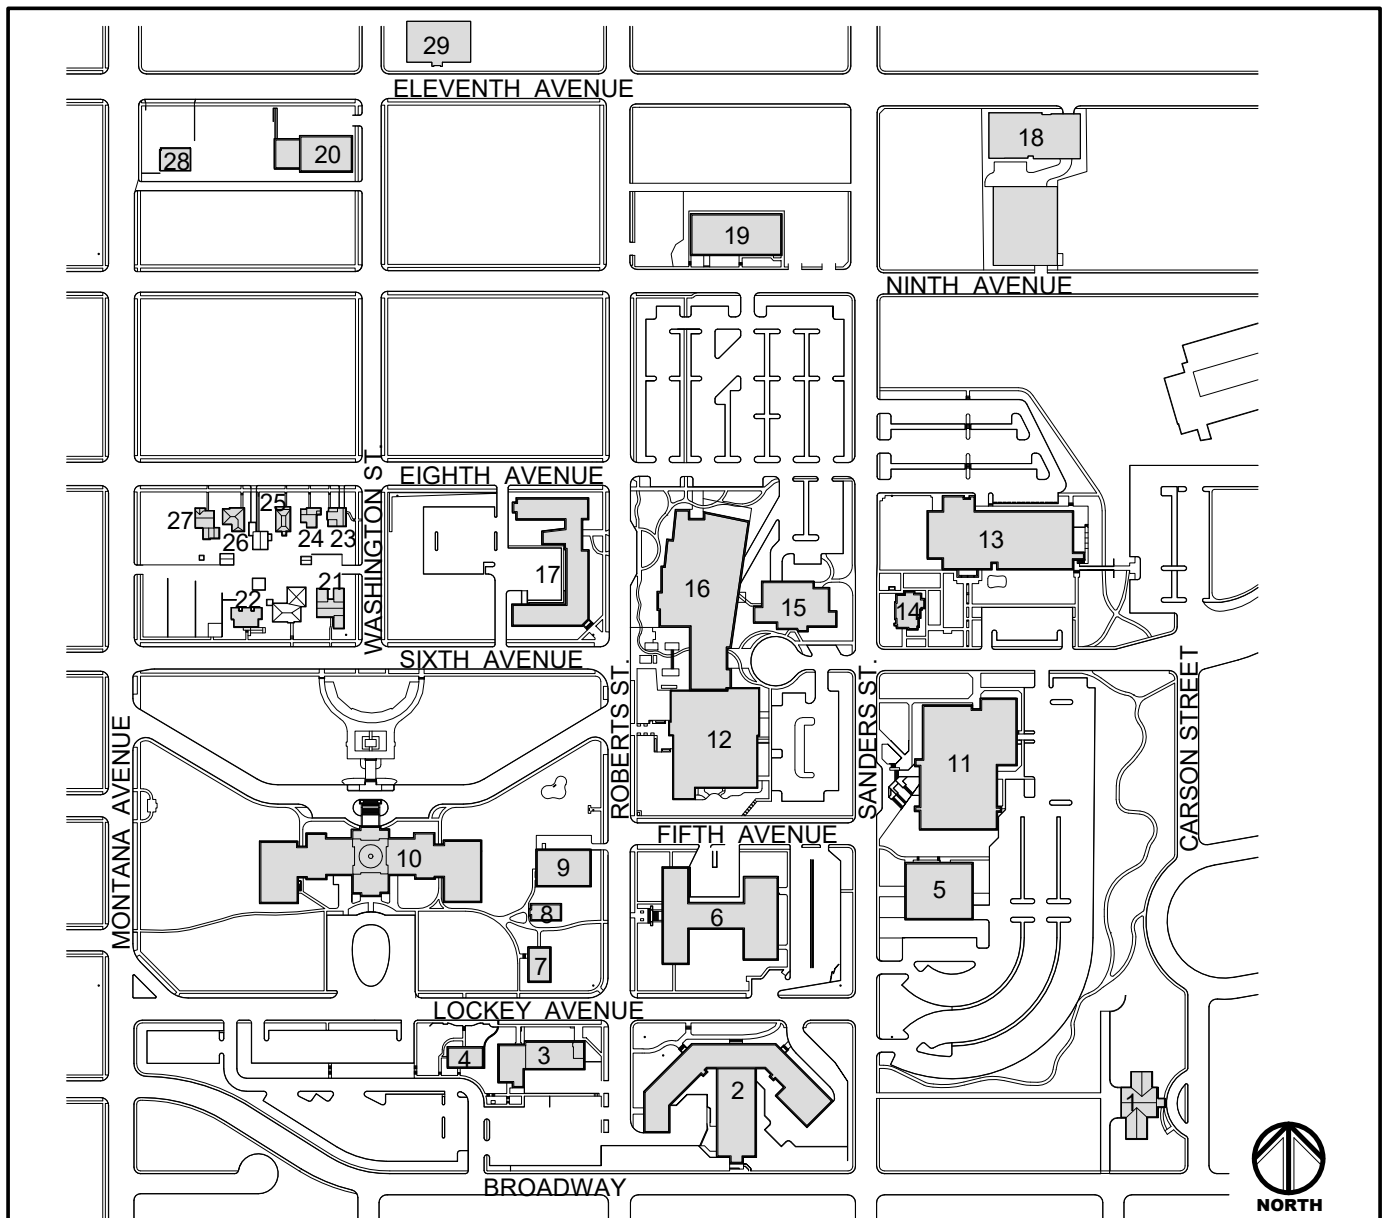 29
ELEVENTH AVENUE
18
28
20
19
NINTH AVENUE
WASHINGTON ST.
EIGHTH AVENUE
27
26
25
24
23
17
16
15
13
14
22
21
SIXTH AVENUE
MONTANA AVENUE
ROBERTS ST.
SANDERS ST.
CARSON STREET
12
11
FIFTH AVENUE
10
9
8
7
6
5
LOCKEY AVENUE
4
3
2
1
BROADWAY
NORTH